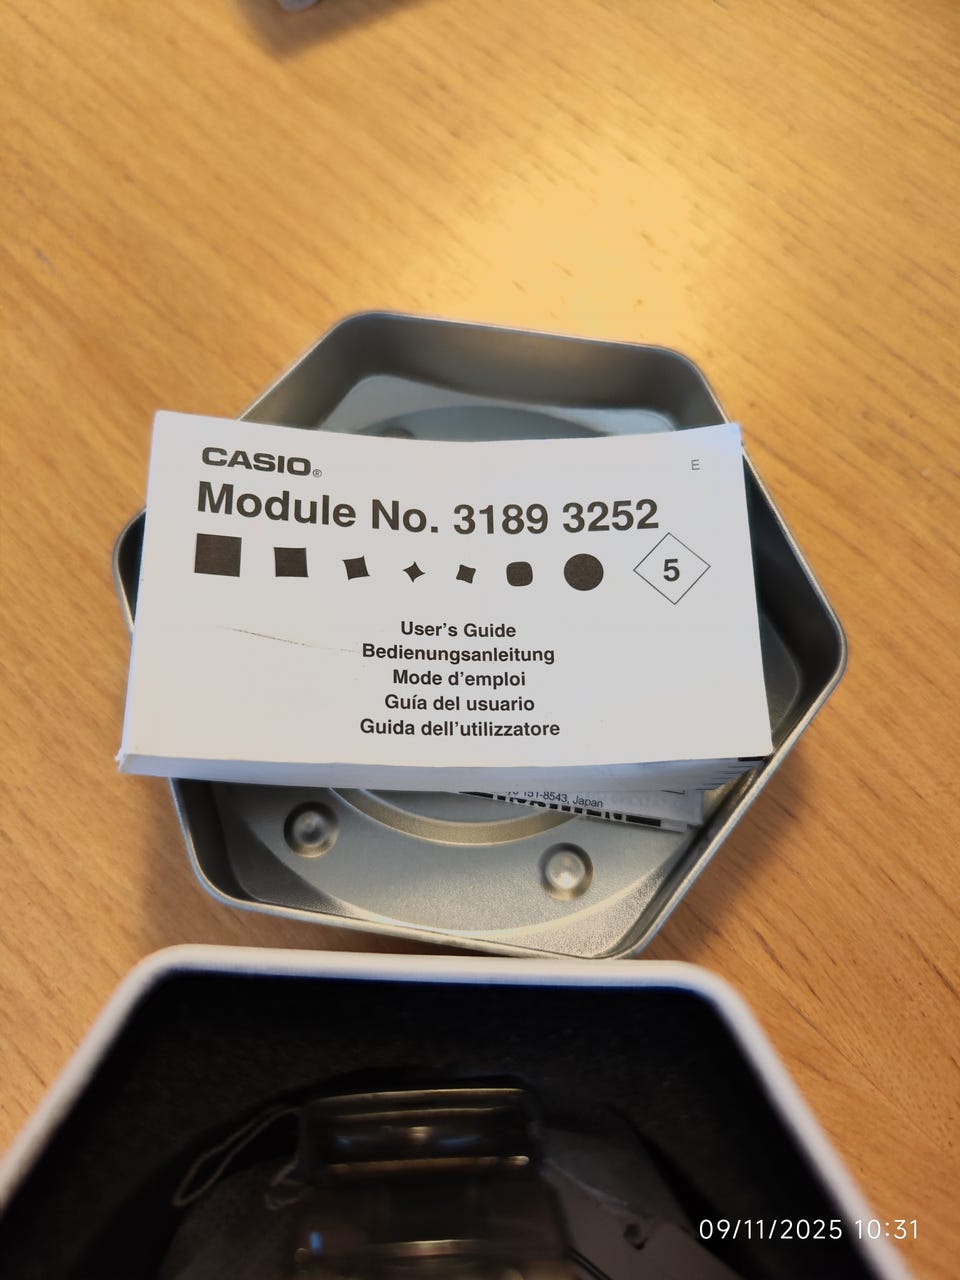 CASIO®
E
Module No. 3189 3252
5
User's Guide
Bedienungsanleitung
Mode d'emploi
Guía del usuario
Guida dell'utilizzatore
151-8543, Japan
09/11/2025 10:31